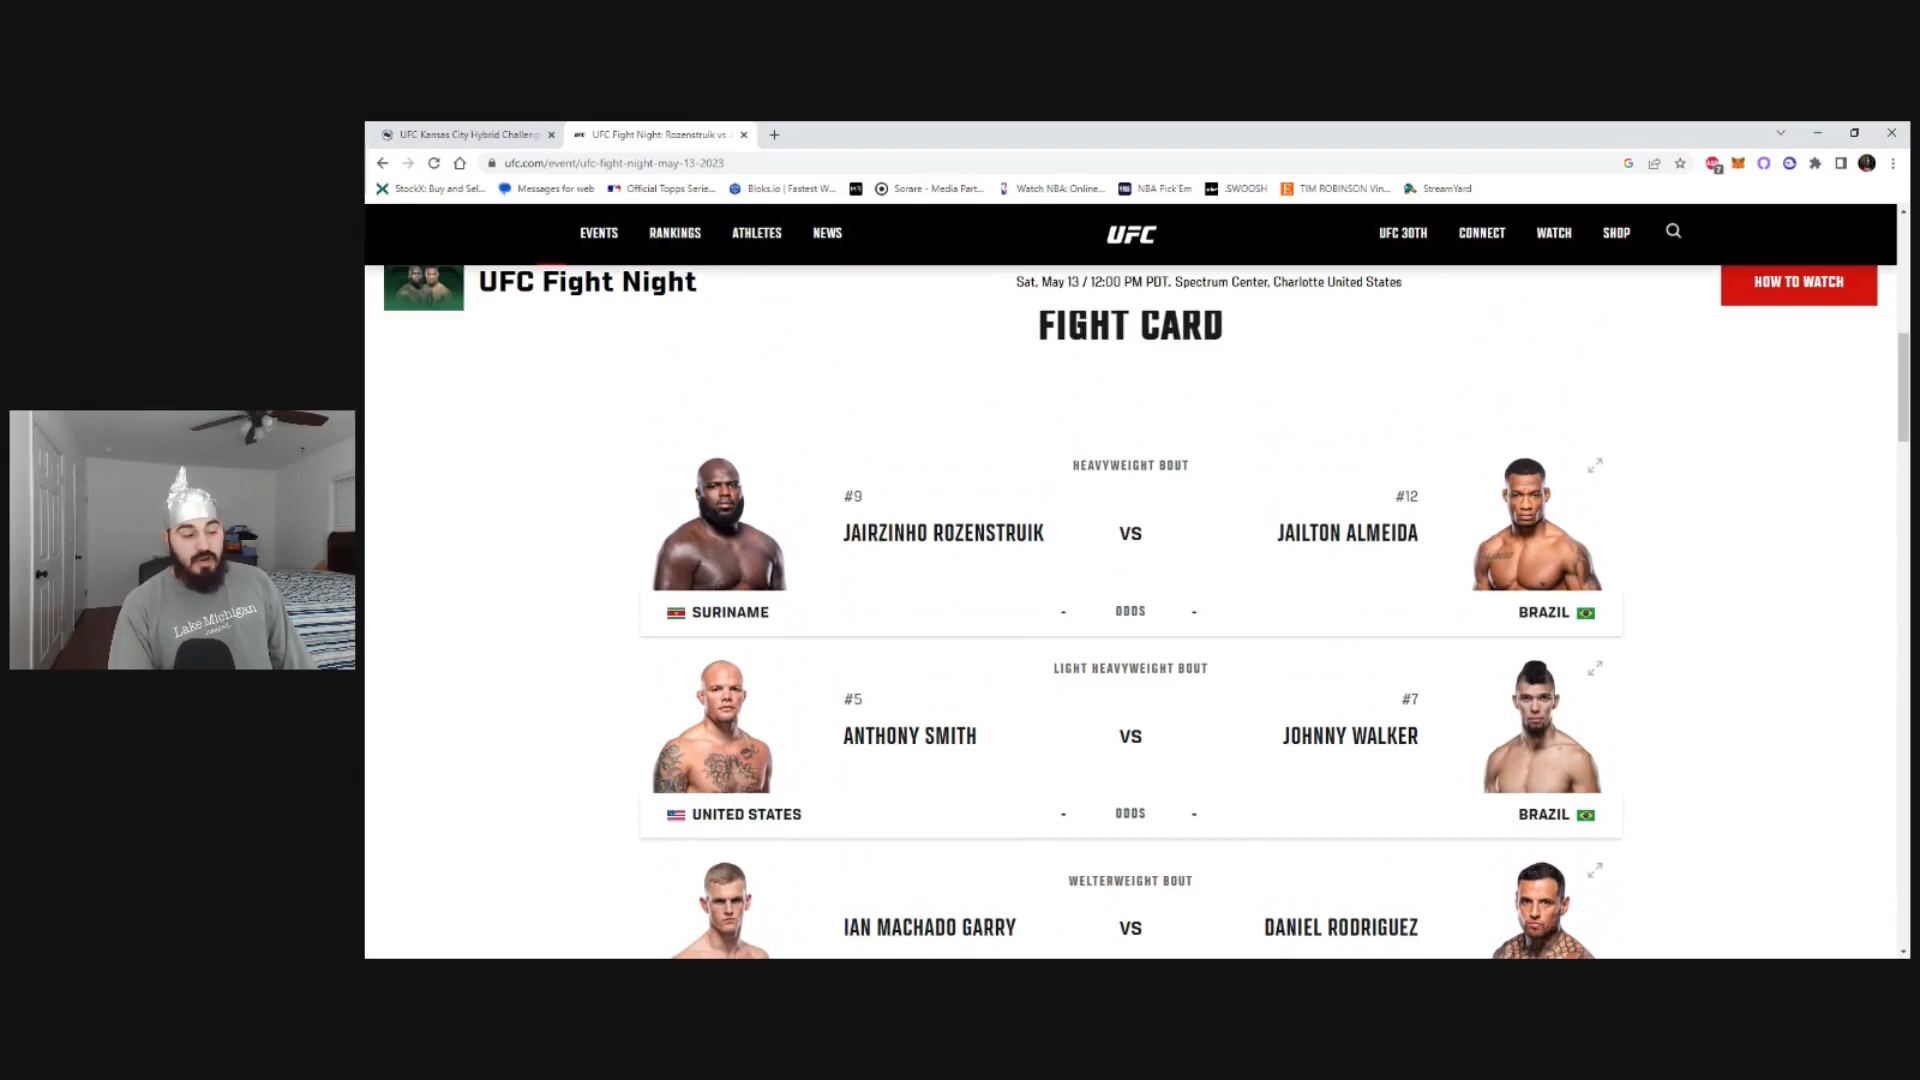 UFC Kansas City Hybrid Challeng
UFC Fight Night: Rozenstruik vs
ufc.com/event/ufc-fight-night-may-13-2023
StockX: Buy and Sel...
Messages for web
Official Topps Serie...
Bloks.io | Fastest W...
Sorare - Media Part...
Watch NBA: Online...
NBA Pick'Em
.SWOOSH
TIM ROBINSON Vin...
StreamYard
EVENTS RANKINGS ATHLETES NEWS UFC UFC 30TH CONNECT WATCH SHOP
UFC Fight Night
Sat, May 13 / 12:00 PM PDT. Spectrum Center, Charlotte United States
HOW TO WATCH
FIGHT CARD
HEAVYWEIGHT BOUT
#9 #12
JAIRZINHO ROZENSTRUIK VS JAILTON ALMEIDA
SURINAME - ODDS - BRAZIL
LIGHT HEAVYWEIGHT BOUT
#5 #7
ANTHONY SMITH VS JOHNNY WALKER
UNITED STATES - ODDS - BRAZIL
WELTERWEIGHT BOUT
IAN MACHADO GARRY VS DANIEL RODRIGUEZ
Lake Michigan